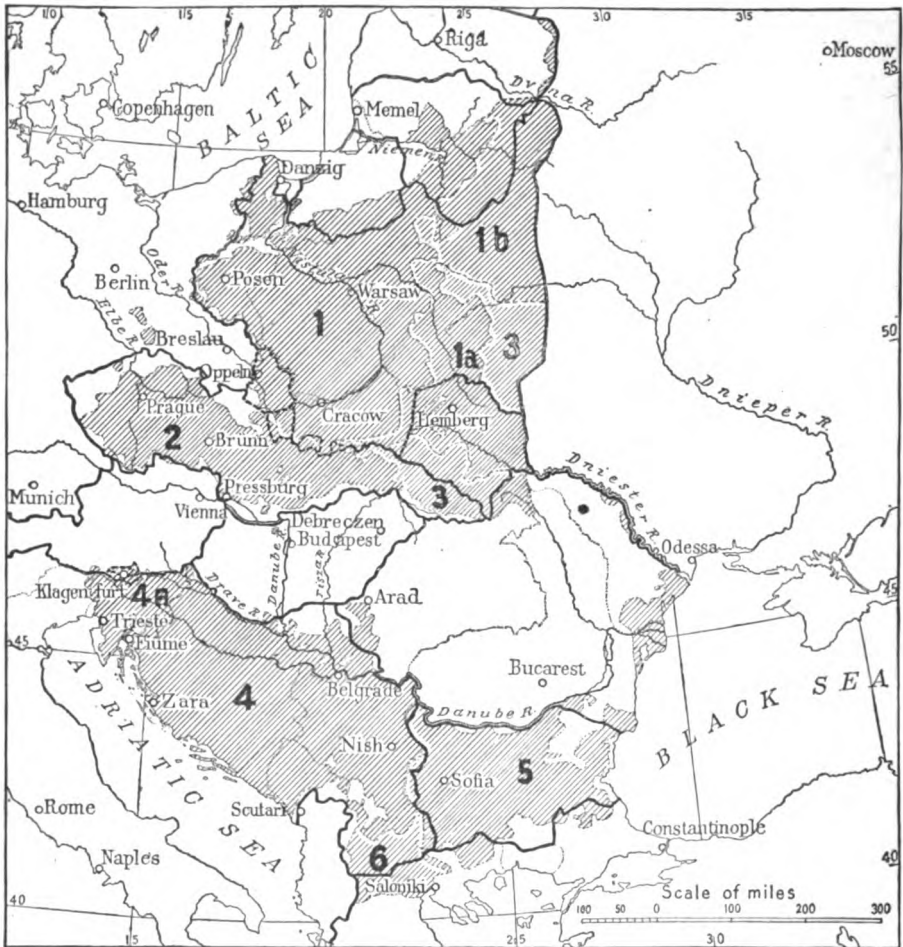 10 15 20 25 30 35
Riga
Moscow
55
Dvina R.
Copenhagen
BALTIC
SEA
Memel
Niemen R.
Danzig
Hamburg
1b
Oder R.
Posen
Vistula R.
Berlin
Warsaw
Elbe R.
1
50
Breslau
1a
3
Oppeln
Dnieper R.
Prague
Cracow
Lemberg
2
Brunn
Dniester R.
Munich
Pressburg
3
Vienna
Debreczen
Budapest
Danube R.
Odessa
Klagenfurt
4a
Drave R.
Arad
45
Trieste
45
Fiume
Bucarest
BLACK SEA
Zara
4
Belgrade
Danube R.
ADRIATIC SEA
Nish
Sofia
5
Rome
Scutari
Constantinople
6
Naples
40
Saloniki
Scale of miles
100 50 0 100 200 300
40
15
25
30